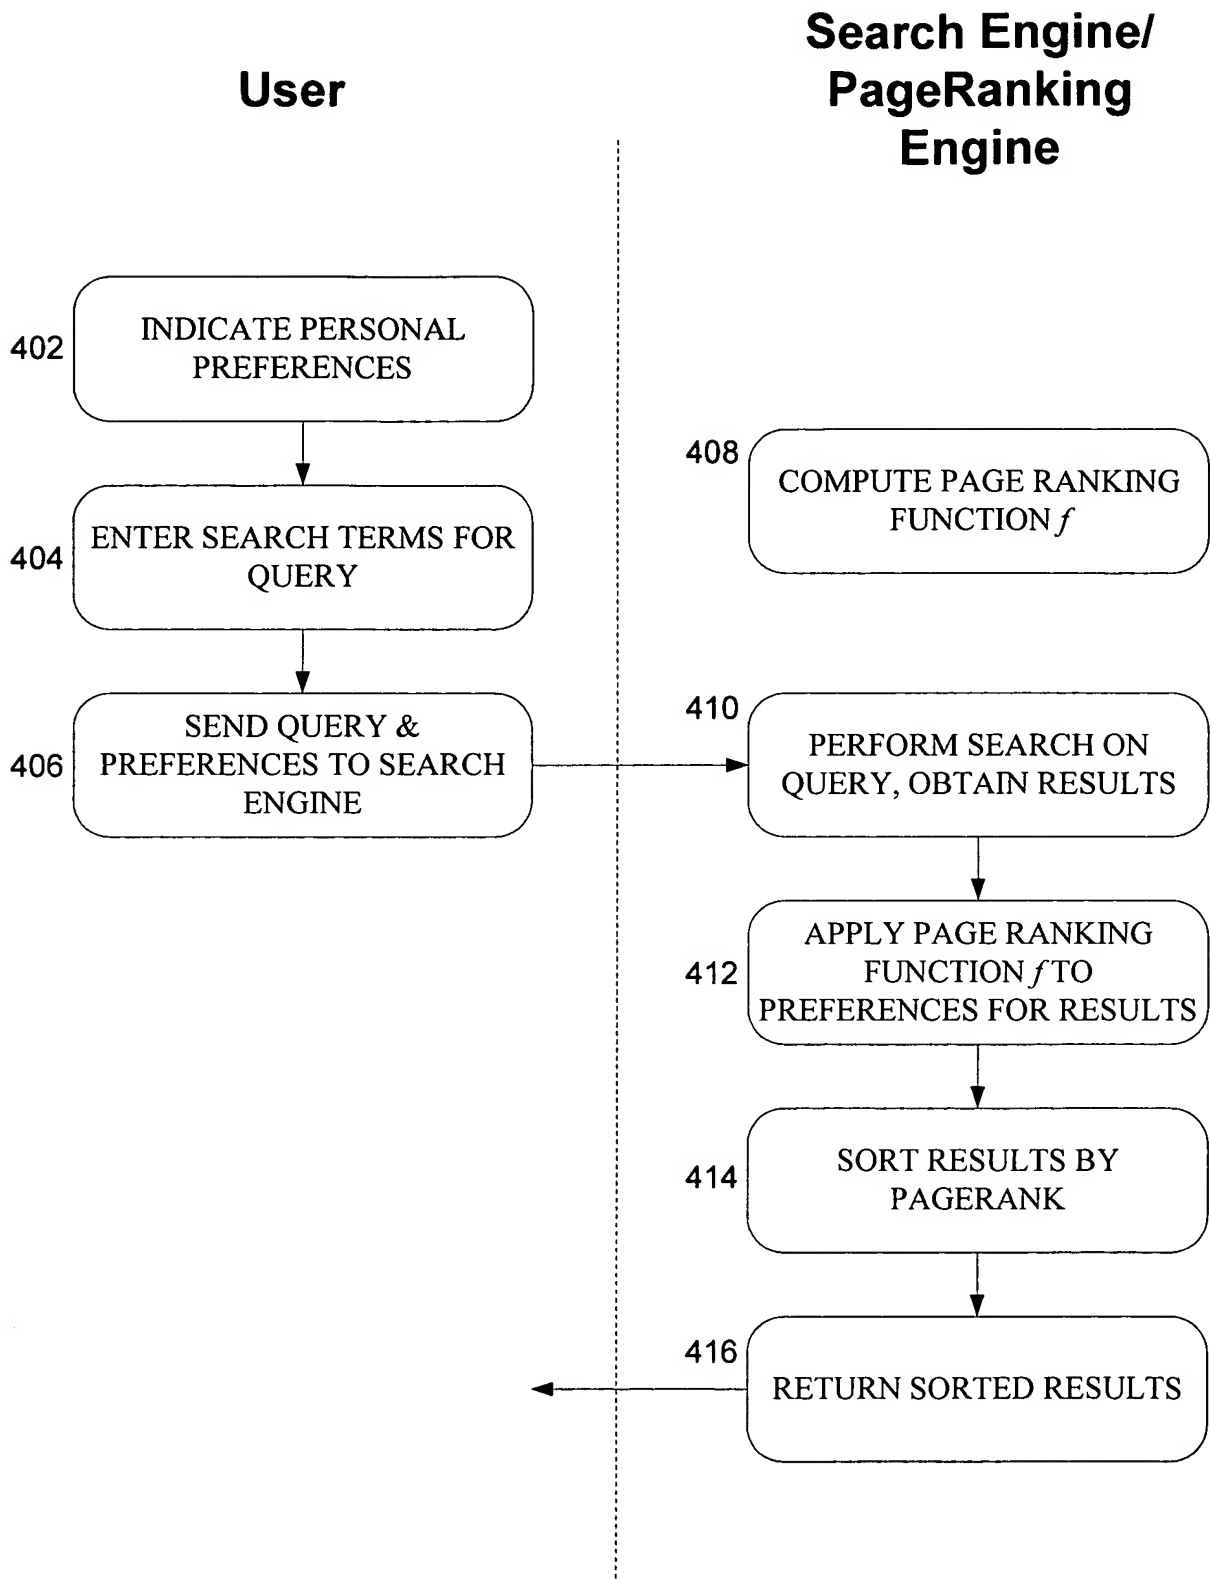 User
Search Engine/
PageRanking
Engine
402
INDICATE PERSONAL
PREFERENCES
404
ENTER SEARCH TERMS FOR
QUERY
406
SEND QUERY &
PREFERENCES TO SEARCH
ENGINE
408
COMPUTE PAGE RANKING
FUNCTION f
410
PERFORM SEARCH ON
QUERY, OBTAIN RESULTS
412
APPLY PAGE RANKING
FUNCTION f TO
PREFERENCES FOR RESULTS
414
SORT RESULTS BY
PAGERANK
416
RETURN SORTED RESULTS